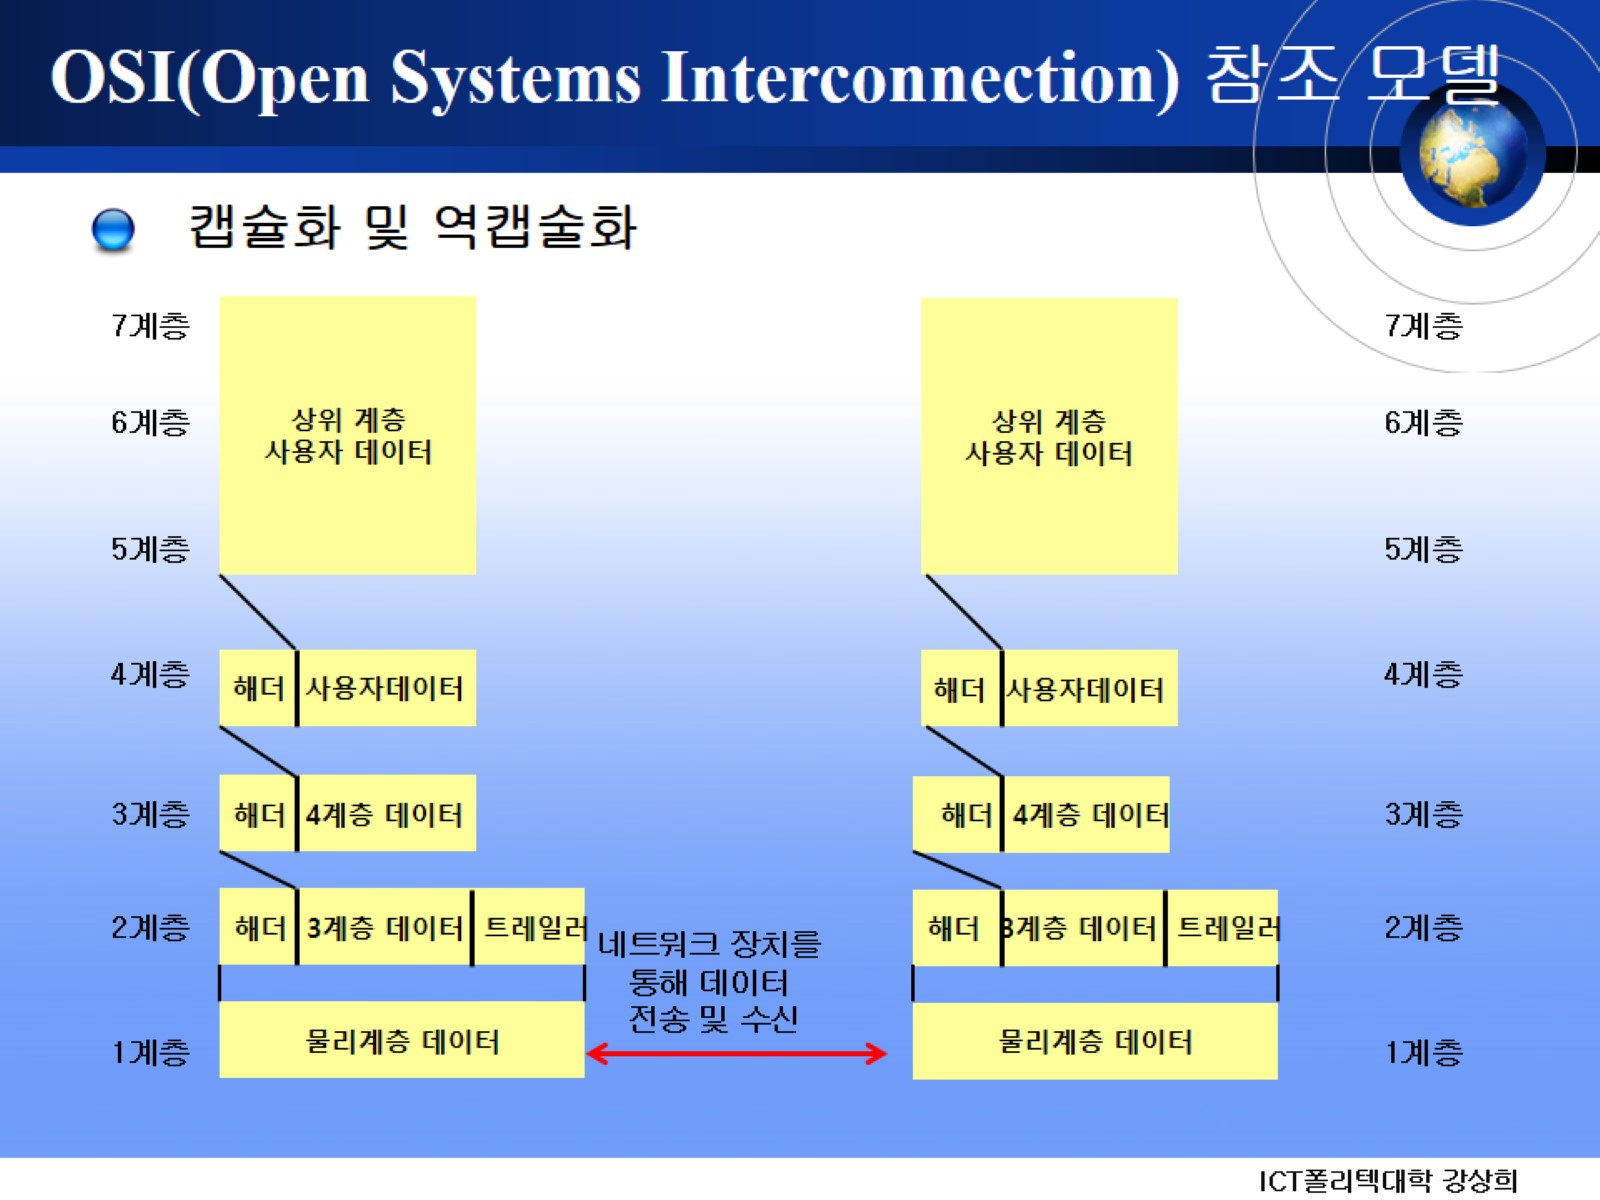 OSI(Open Systems Interconnection) 참조 모델
캡슐화 및 역캡술화
7계층
6계층
5계층
4계층
3계층
2계층
1계층
상위 계층
사용자 데이터
해더 사용자데이터
해더 4계층 데이터
해더 3계층 데이터 트레일러
물리계층 데이터
네트워크 장치를
통해 데이터
전송 및 수신
상위 계층
사용자 데이터
해더 사용자데이터
해더 4계층 데이터
해더 3계층 데이터 트레일러
물리계층 데이터
7계층
6계층
5계층
4계층
3계층
2계층
1계층
ICT폴리텍대학 강상희